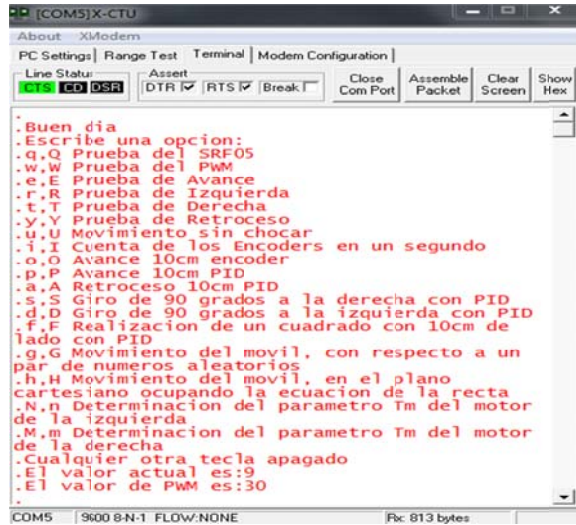 [COM5]X-CTU
About XModem
PC Settings Range Test Terminal Modem Configuration
Line Status Assert
CTS CD DSR DTR RTS Break
Close Com Port
Assemble Packet
Clear Screen
Show Hex
.
.Buen dia
.Escribe una opcion:
.q,Q Prueba del SRF05
.w,W Prueba del PWM
.e,E Prueba de Avance
.r,R Prueba de Izquierda
.t,T Prueba de Derecha
.y,Y Prueba de Retroceso
.u,U Movimiento sin chocar
.i,I Cuenta de los Encoders en un segundo
.o,O Avance 10cm encoder
.p,P Avance 10cm PID
.a,A Retroceso 10cm PID
.s,S Giro de 90 grados a la derecha con PID
.d,D Giro de 90 grados a la izquierda con PID
.f,F Realizacion de un cuadrado con 10cm de
lado con PID
.g,G Movimiento del movil, con respecto a un
par de numeros aleatorios
.h,H Movimiento del movil, en el plano
cartesiano ocupando la ecuacion de la recta
.N,n Determinacion del parametro Tm del motor
de la izquierda
.M,m Determinacion del parametro Tm del motor
de la derecha
.Cualquier otra tecla apagado
.El valor actual es:9
.El valor de PWM es:30
.
COM5 9600 8-N-1 FLOW:NONE Rx: 813 bytes